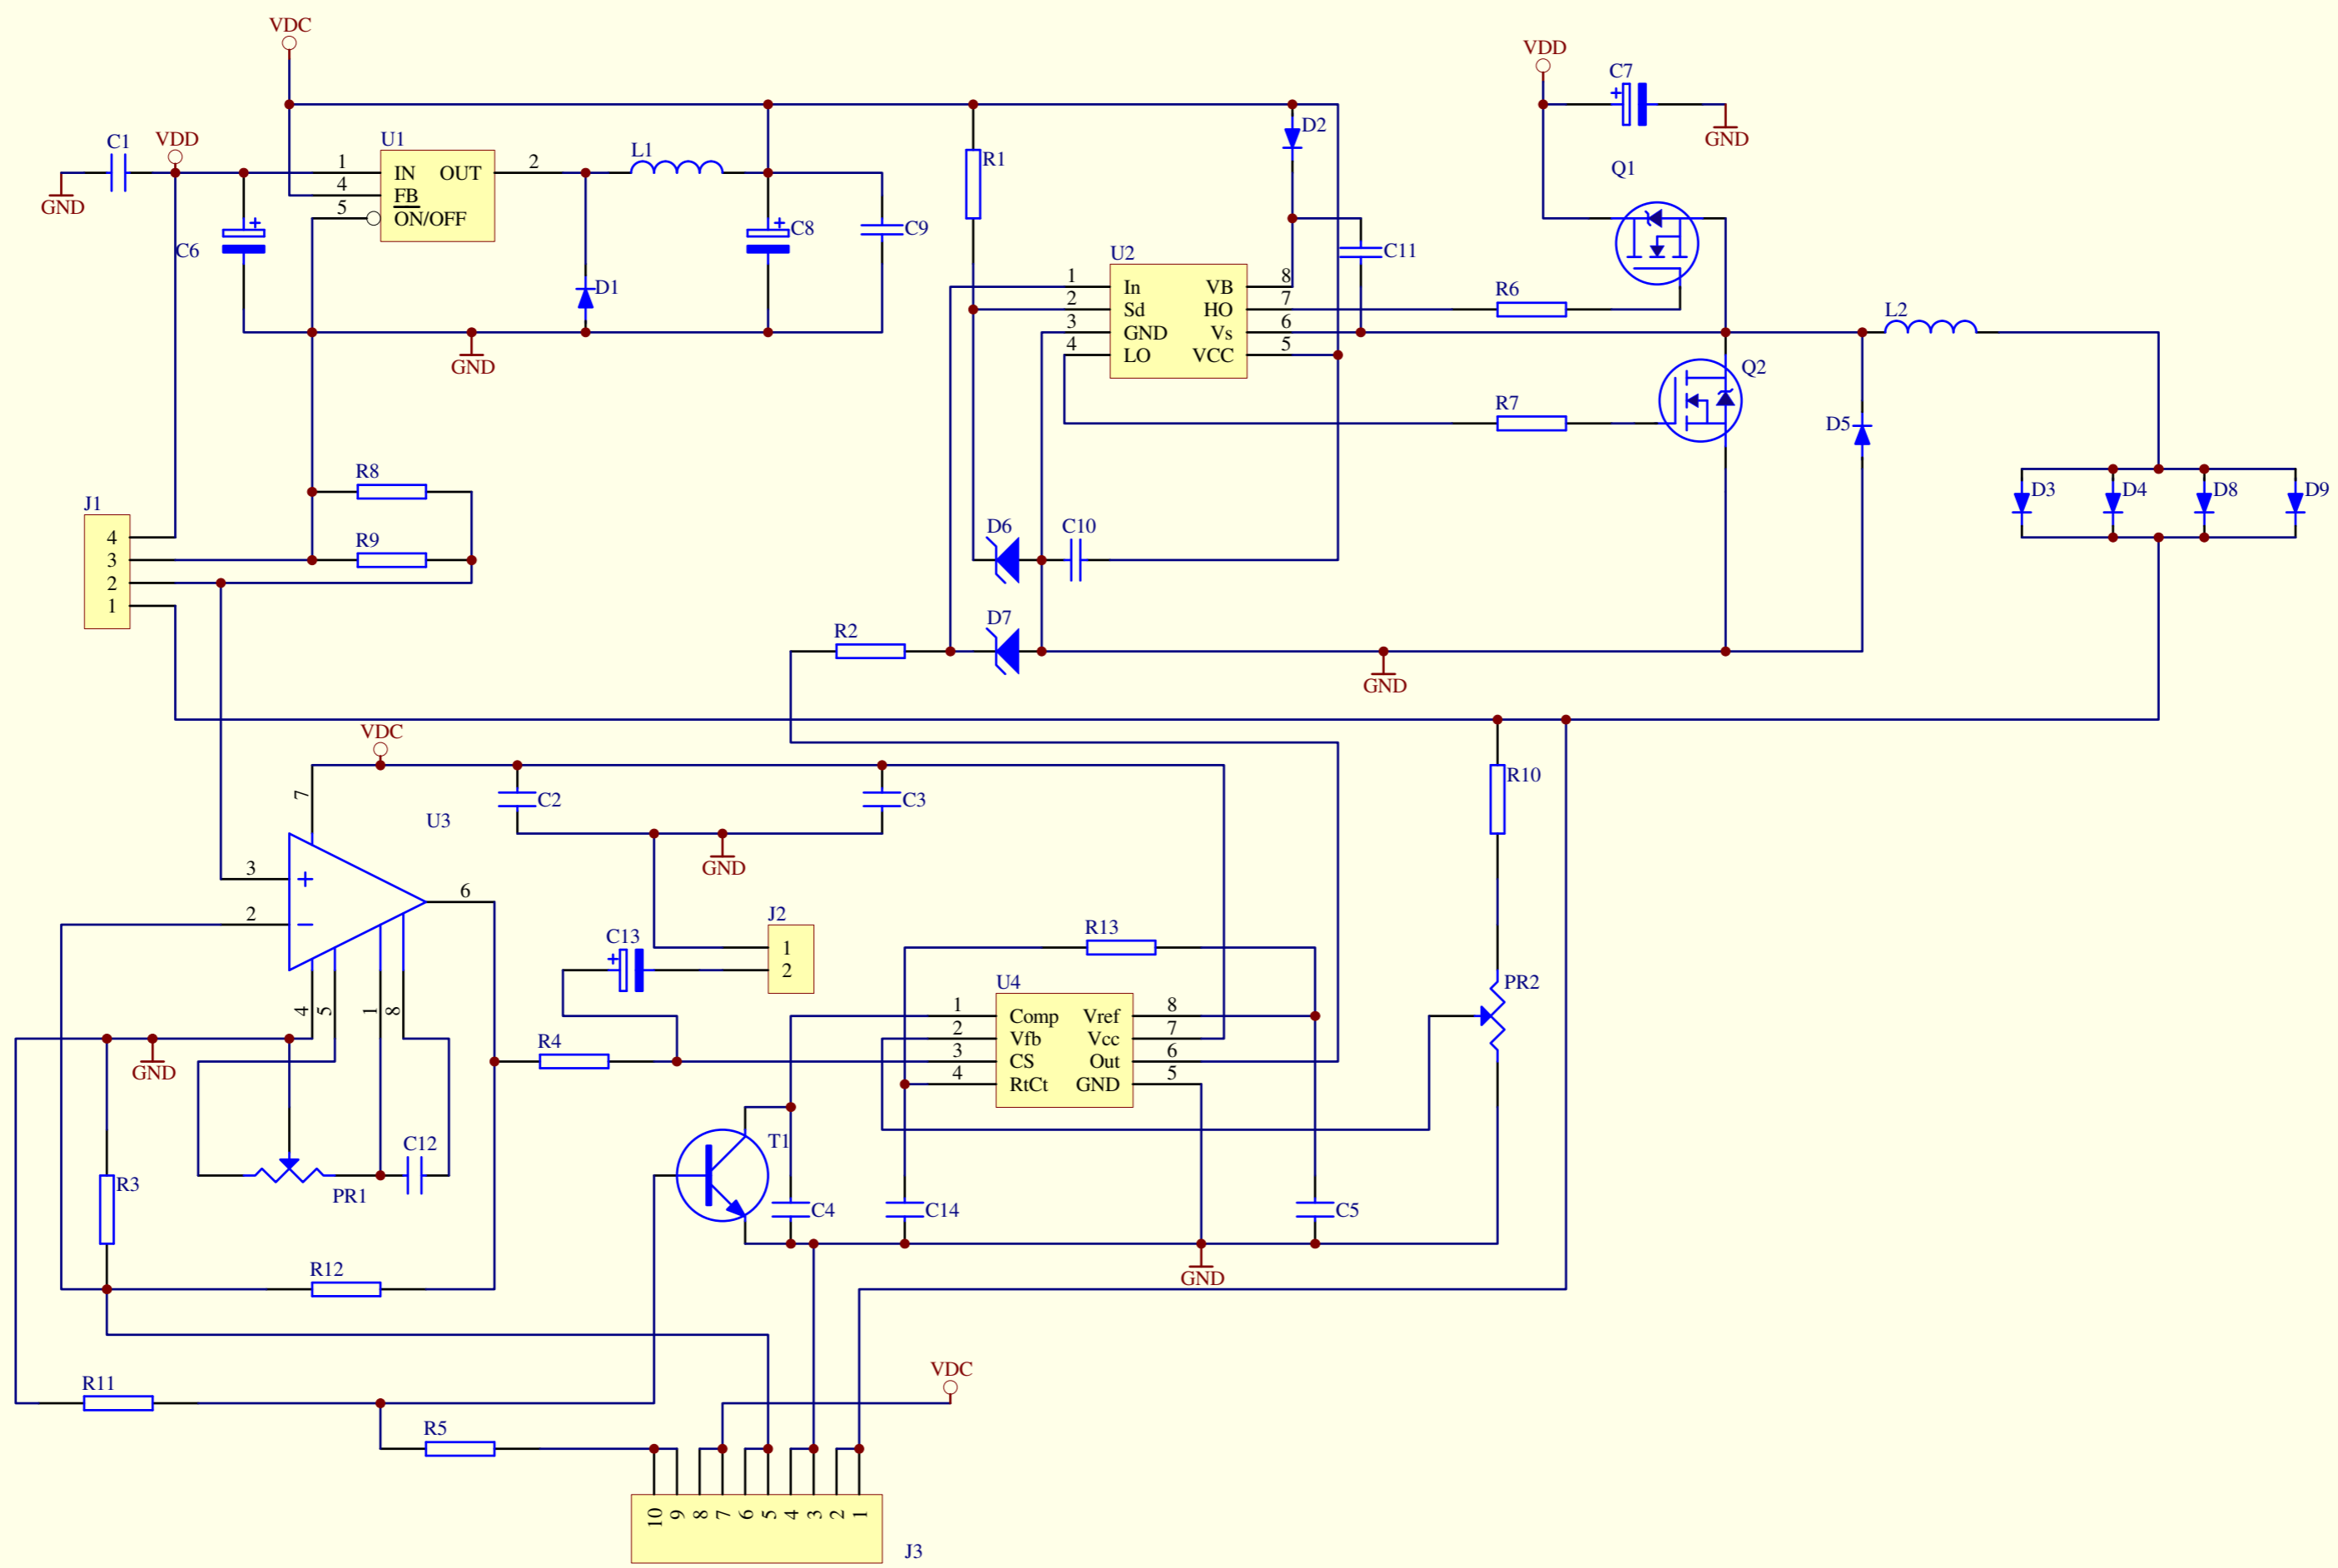 VDC
VDD
C7
GND
Q1
C1
VDD
U1
1
IN
OUT
2
4
FB
5
ON/OFF
L1
GND
C6
+
D1
+
C8
C9
GND
R1
D2
C11
U2
1
In
VB
8
2
Sd
HO
7
3
GND
Vs
6
4
LO
VCC
5
R6
R7
Q2
L2
D5
D3
D4
D8
D9
+
R8
R9
J1
4
3
2
1
D6
C10
R2
D7
GND
VDC
7
U3
C2
C3
GND
R10
3
+
6
2
−
4
5
1
8
J2
1
2
C13
+
R13
U4
1
Comp
Vref
8
2
Vfb
Vcc
7
3
CS
Out
6
4
RtCt
GND
5
PR2
R4
GND
R3
PR1
C12
T1
C4
C14
C5
GND
R12
R11
R5
VDC
10
9
8
7
6
5
4
3
2
1
J3